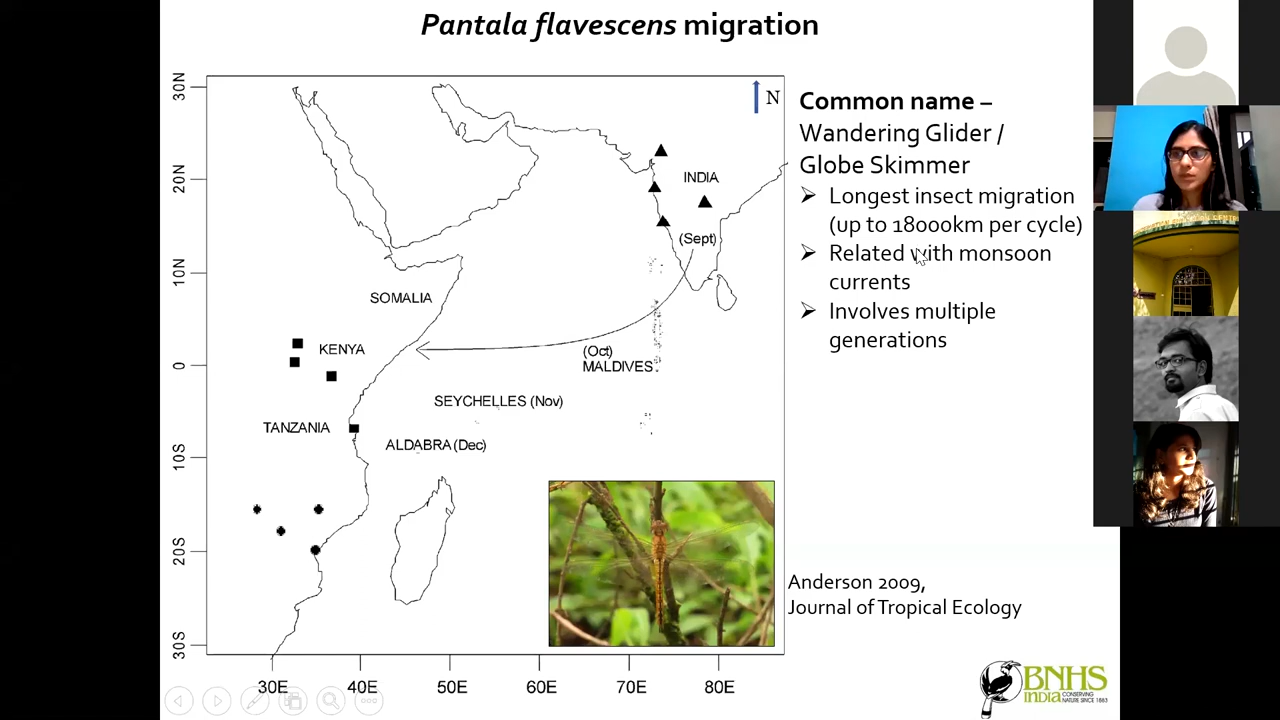 Pantala flavescens migration
30N
20N
10N
0
10S
20S
30S
30E
40E
50E
60E
70E
80E
N
INDIA
(Sept)
SOMALIA
KENYA
(Oct)
MALDIVES
SEYCHELLES (Nov)
TANZANIA
ALDABRA (Dec)
Common name –
Wandering Glider /
Globe Skimmer
Longest insect migration
(up to 18000km per cycle)
Related with monsoon
currents
Involves multiple
generations
Anderson 2009,
Journal of Tropical Ecology
BNHS
INDIA CONSERVING
NATURE SINCE 1883